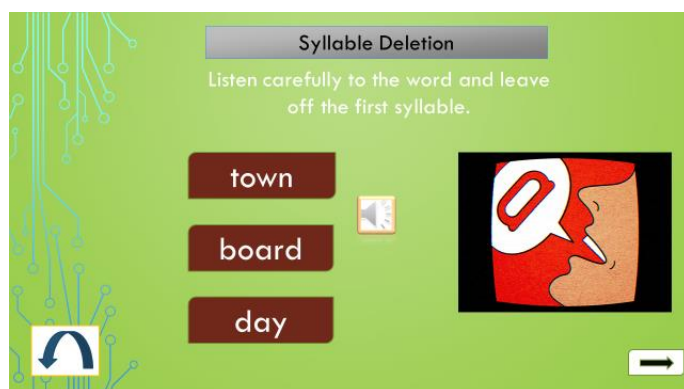 Syllable Deletion
Listen carefully to the word and leave
off the first syllable.
town
board
day